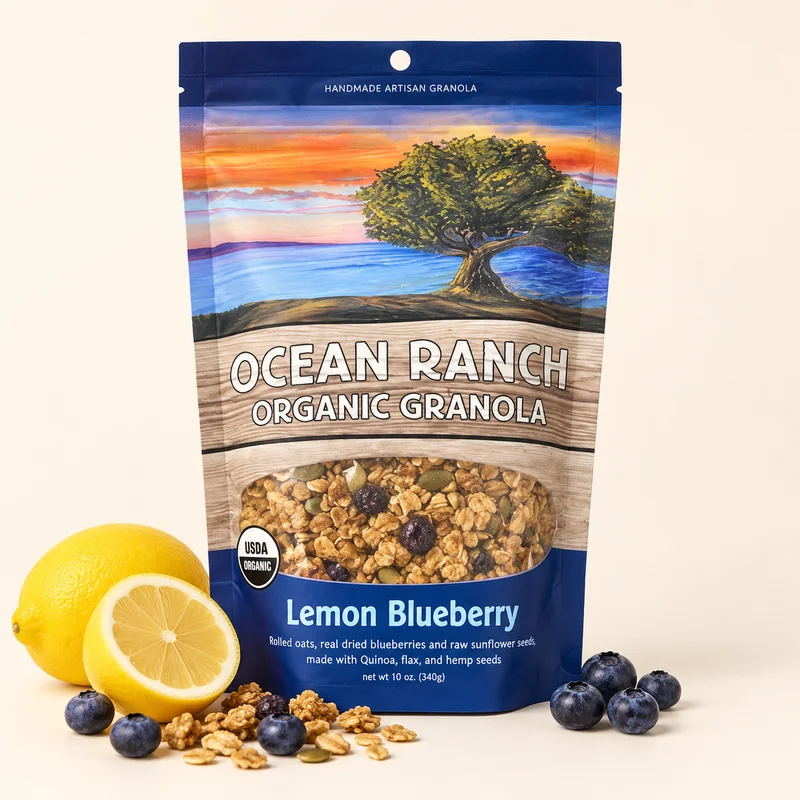 HANDMADE ARTISAN GRANOLA
OCEAN RANCH
ORGANIC GRANOLA
USDA
ORGANIC
Lemon Blueberry
Rolled oats, real dried blueberries and raw sunflower seeds,
made with Quinoa, flax, and hemp seeds
net wt 10 oz. (340g)